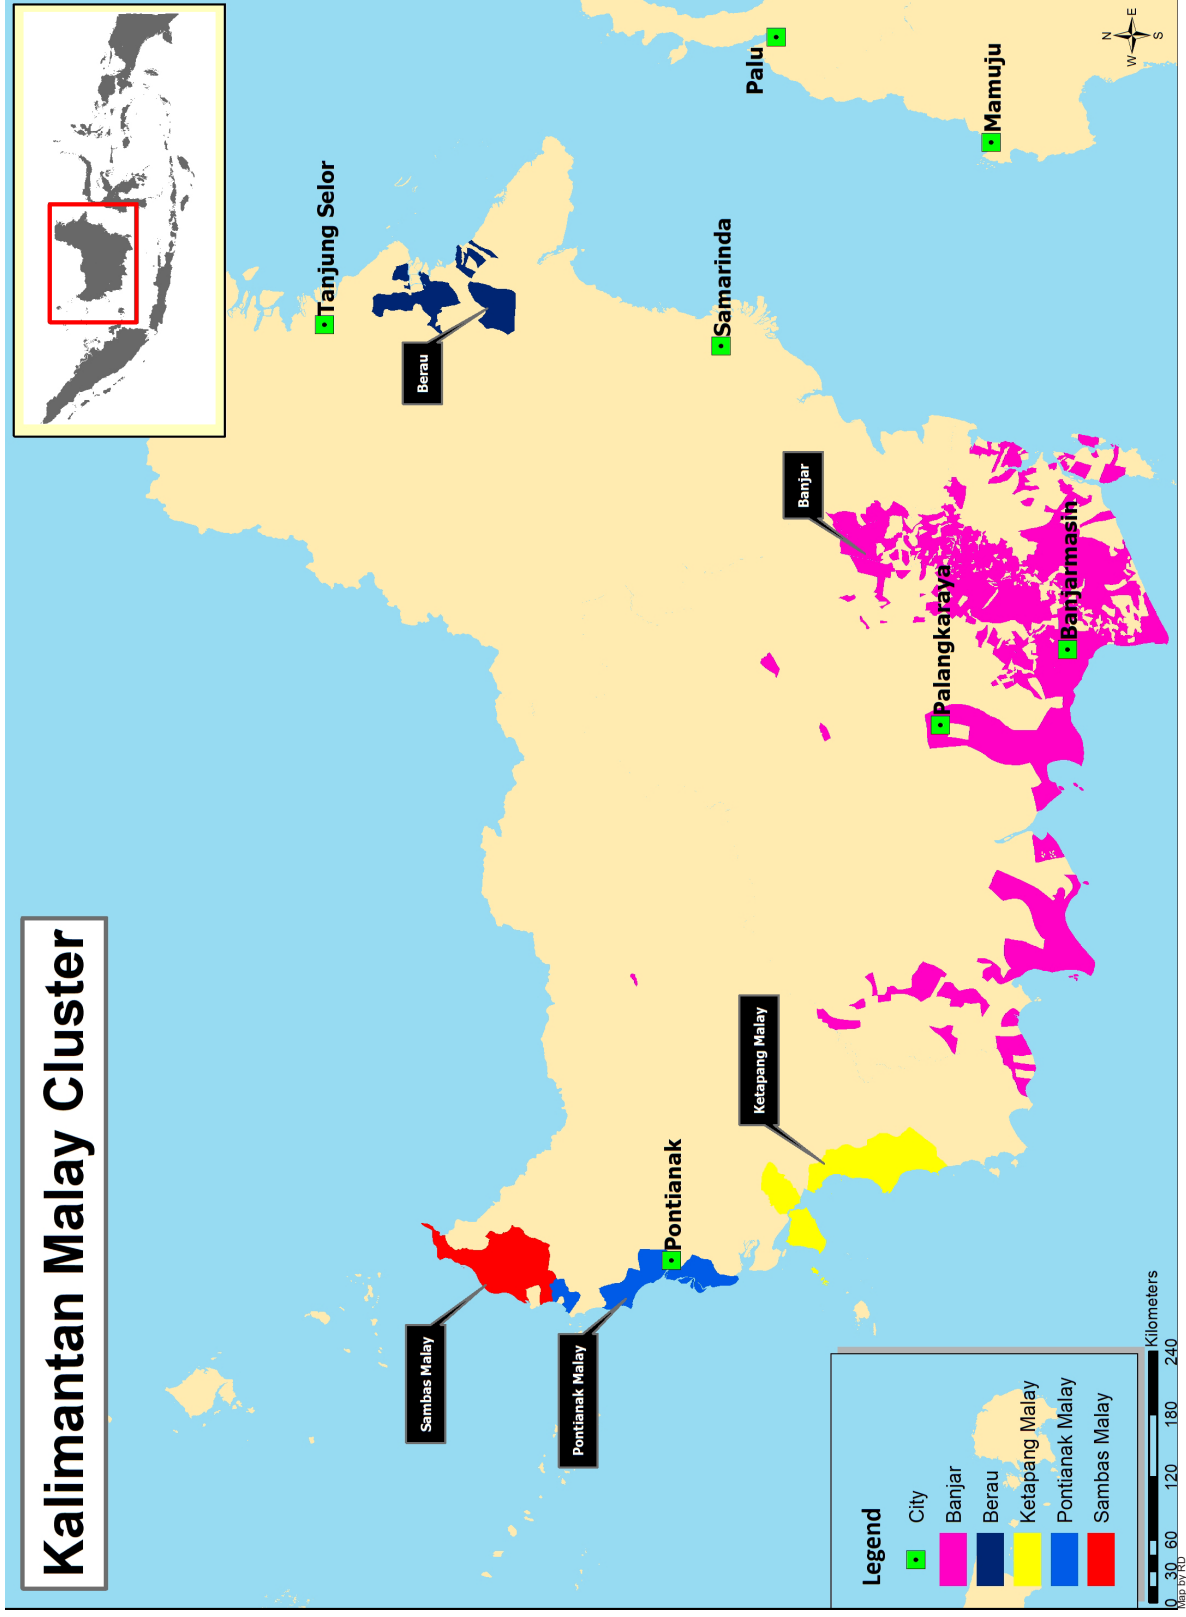 Kalimantan Malay Cluster
N
W
E
S
Tanjung Selor
Palu
Berau
Mamuju
Samarinda
Banjar
Palangkaraya
Banjarmasin
Sambas Malay
Pontianak Malay
Pontianak
Ketapang Malay
Legend
City
Banjar
Berau
Ketapang Malay
Pontianak Malay
Sambas Malay
Kilometers
0 30 60 120 180 240
Map by RD